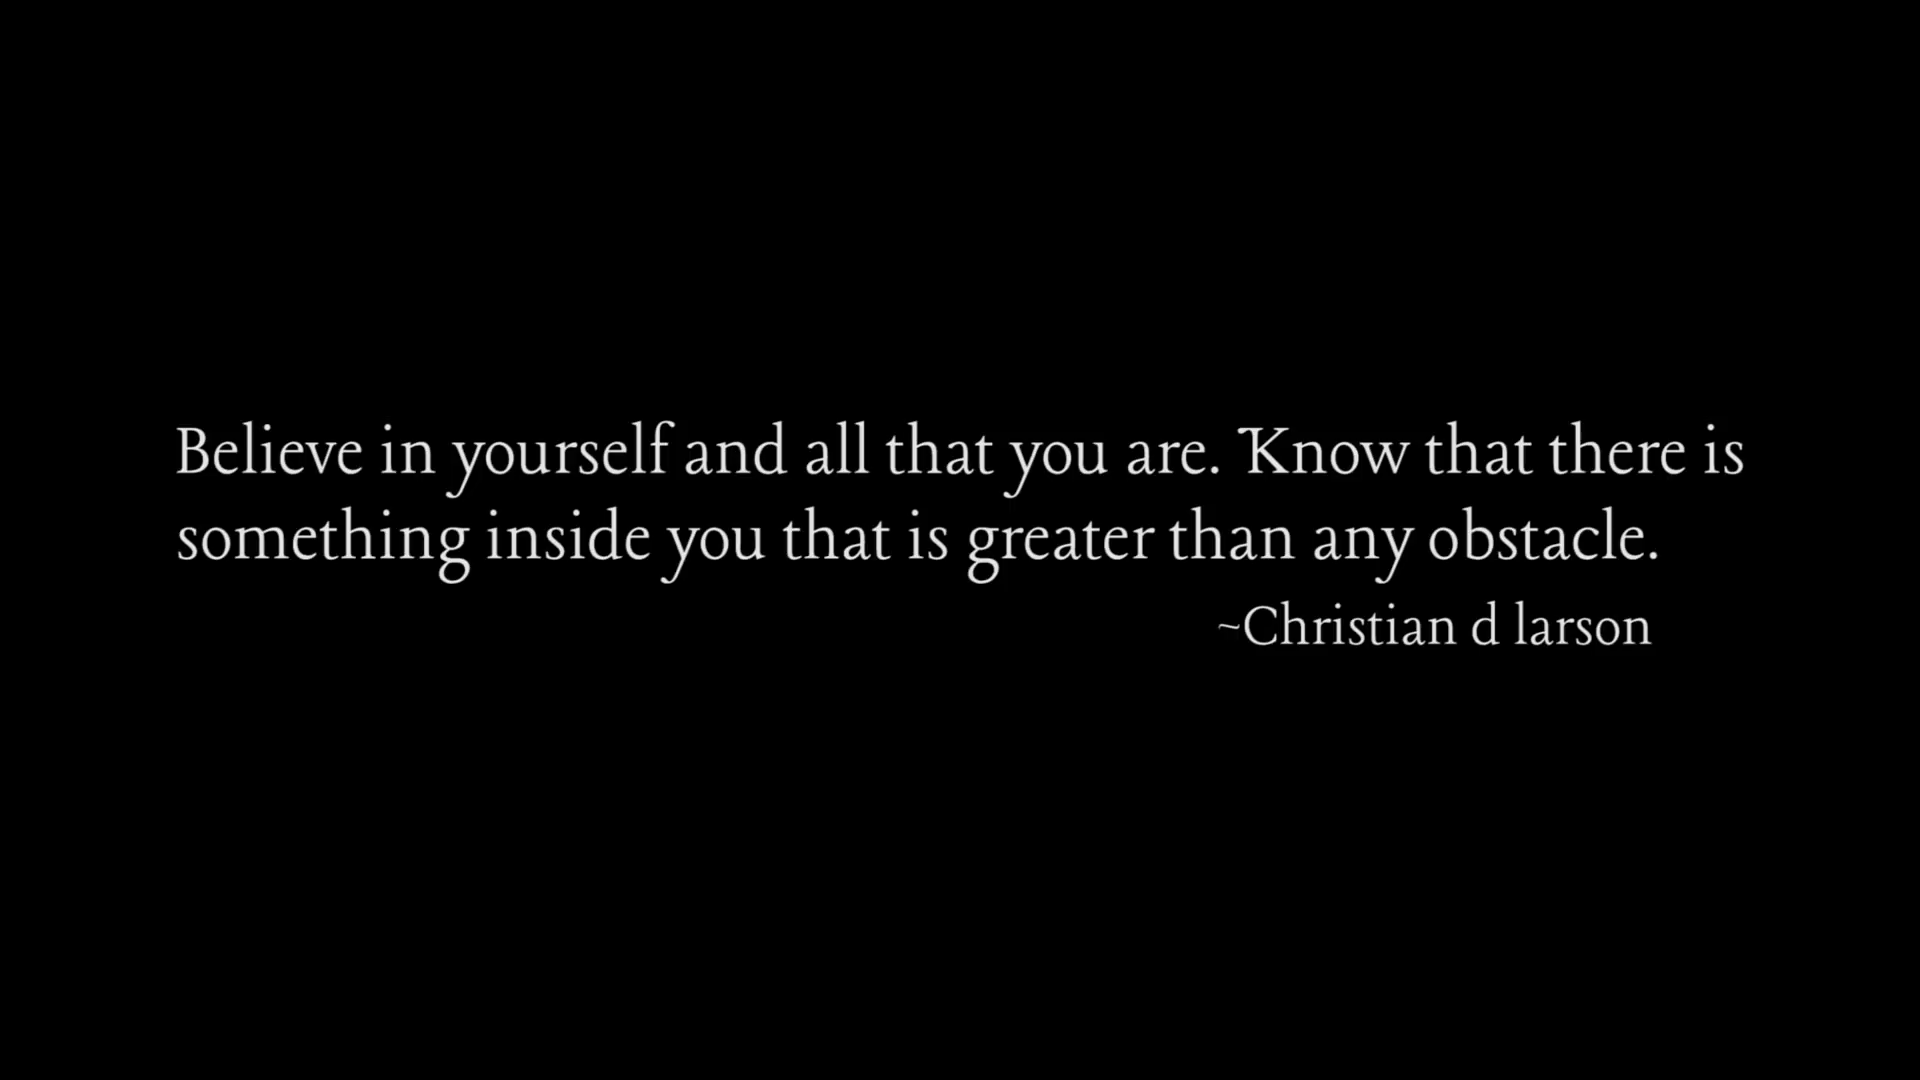 Believe in yourself and all that you are. Know that there is
something inside you that is greater than any obstacle.
~Christian d larson